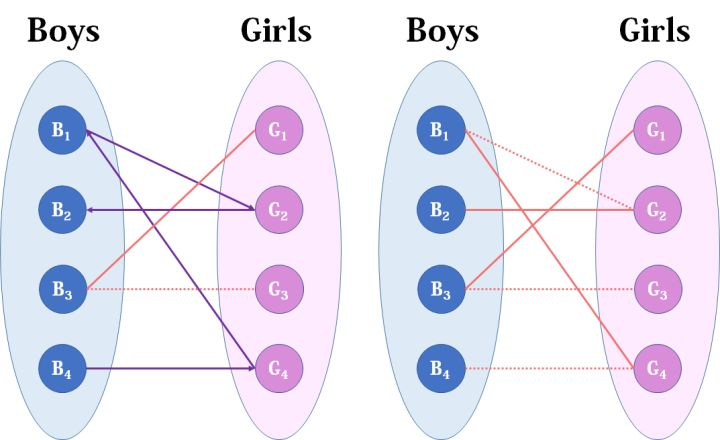 Boys Girls Boys Girls
B1 G1 B1 G1
B2 G2 B2 G2
B3 G3 B3 G3
B4 G4 B4 G4